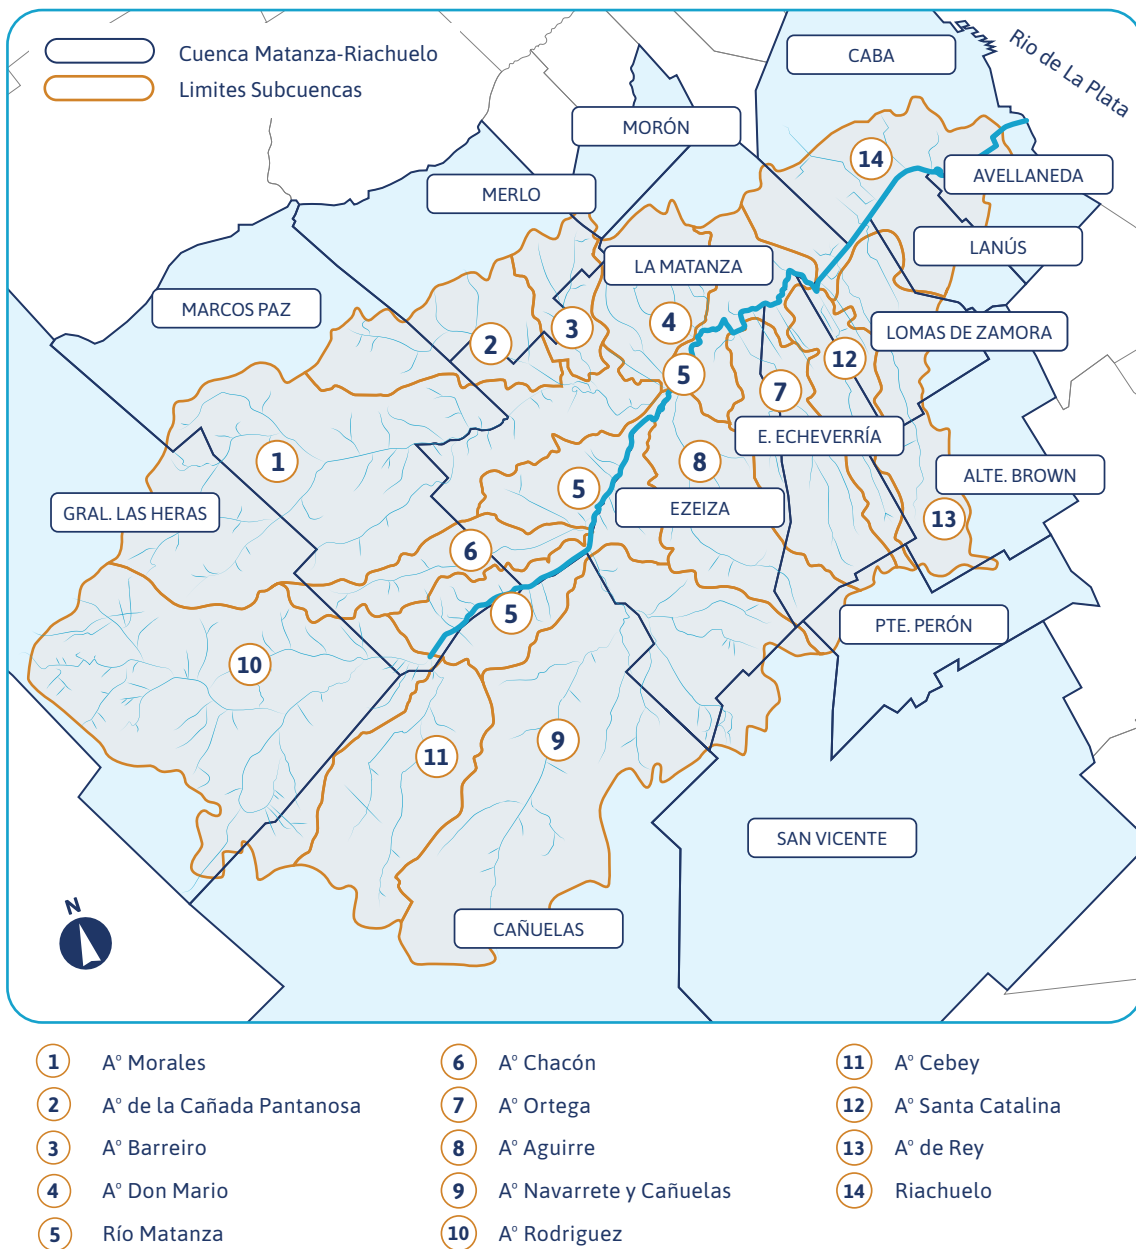 Cuenca Matanza-Riachuelo
Limites Subcuencas
CABA
Rio de La Plata
MORÓN
14
AVELLANEDA
MERLO
LANÚS
LA MATANZA
MARCOS PAZ
4
3
2
LOMAS DE ZAMORA
12
5
7
E. ECHEVERRÍA
1
8
ALTE. BROWN
5
GRAL. LAS HERAS
EZEIZA
13
6
5
PTE. PERÓN
10
9
11
SAN VICENTE
N
CAÑUELAS
1 A° Morales
2 A° de la Cañada Pantanosa
3 A° Barreiro
4 A° Don Mario
5 Río Matanza
6 A° Chacón
7 A° Ortega
8 A° Aguirre
9 A° Navarrete y Cañuelas
10 A° Rodriguez
11 A° Cebey
12 A° Santa Catalina
13 A° de Rey
14 Riachuelo